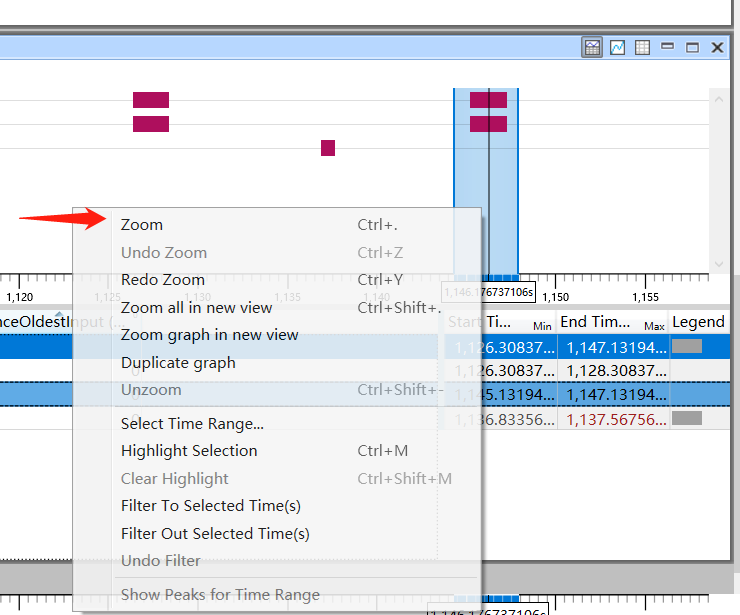 Zoom Ctrl+.
Undo Zoom Ctrl+Z
Redo Zoom Ctrl+Y
Zoom all in new view Ctrl+Shift+.
Zoom graph in new view
Duplicate graph
Unzoom Ctrl+Shift+-
Select Time Range...
Highlight Selection Ctrl+M
Clear Highlight Ctrl+Shift+M
Filter To Selected Time(s)
Filter Out Selected Time(s)
Undo Filter
Show Peaks for Time Range
1,120 1,125 1,130 1,135 1,140 1,146.176737106s 1,150 1,155
nceOldestInput (... Start Ti... Min End Tim... Max Legend
1,126.30837... 1,147.13194...
1,126.30837... 1,128.30837...
1,145.13194... 1,147.13194...
1,136.83356... 1,137.56756...
1,146.176737106s